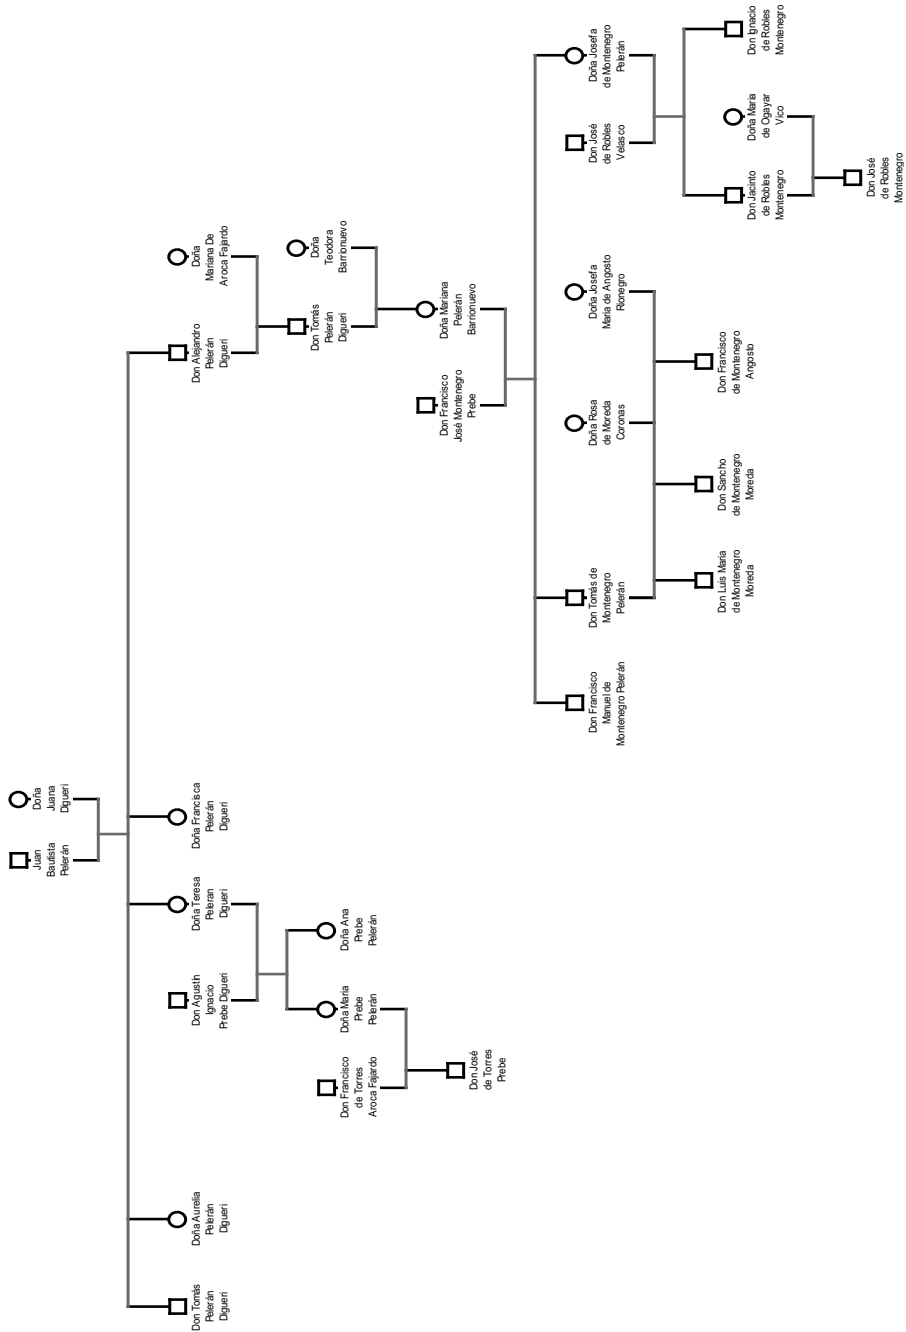 Juan
Bautista
Pelerán
Doña
Juana
Digueri
Don Tomás
Pelerán
Digueri
Doña Aurelia
Pelerán
Digueri
Don Agustín
Ignacio
Prebe Digueri
Doña Teresa
Peleran
Digueri
Doña Francisca
Pelerán
Digueri
Don Alejandro
Pelerán
Digueri
Doña
Mariana De
Aroca Fajardo
Don Francisco
de Torres
Aroca Fajardo
Doña María
Prebe
Pelerán
Doña Ana
Prebe
Pelerán
Don Tomás
Pelerán
Digueri
Doña
Teodora
Barrionuevo
Don José
de Torres
Prebe
Don Francisco
José Montenegro
Prebe
Doña Mariana
Pelerán
Barrionuevo
Don Francisco
Manuel de
Montenegro Pelerán
Don Tomás de
Montenegro
Pelerán
Doña Rosa
de Moreda
Coronas
Doña Josefa
María de Angosto
Rionegro
Don José
de Robles
Velasco
Doña Josefa
de Montenegro
Pelerán
Don Luis María
de Montenegro
Moreda
Don Sancho
de Montenegro
Moreda
Don Francisco
de Montenegro
Angosto
Don Jacinto
de Robles
Montenegro
Doña María
de Ogayar
Vico
Don Ignacio
de Robles
Montenegro
Don José
de Robles
Montenegro